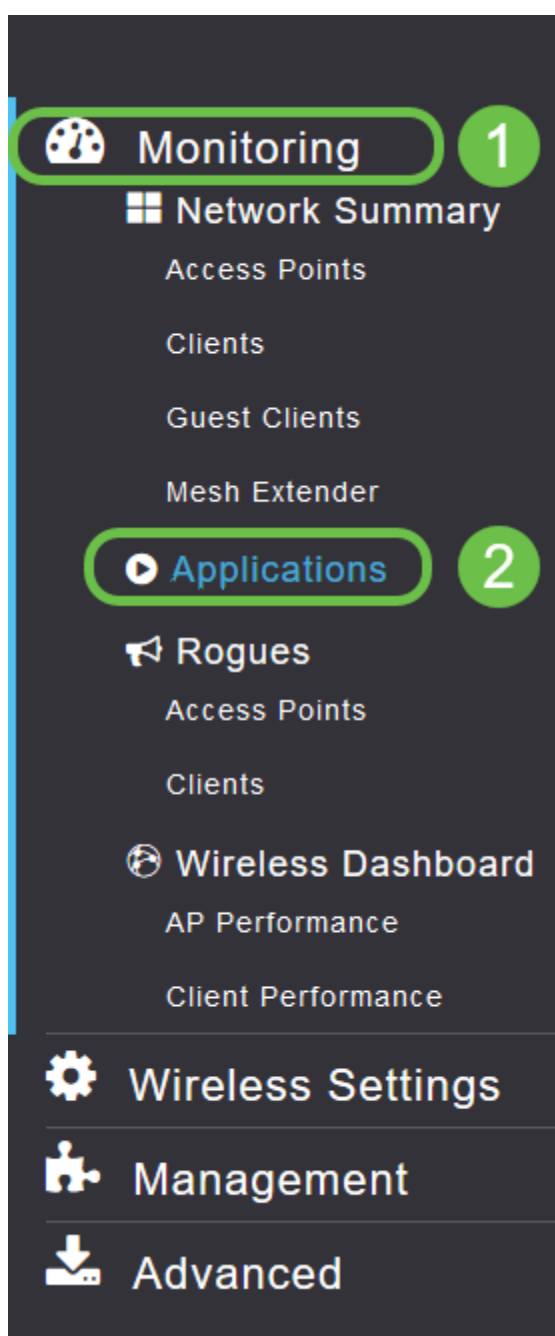 Monitoring 1
Network Summary
Access Points
Clients
Guest Clients
Mesh Extender
Applications 2
Rogues
Access Points
Clients
Wireless Dashboard
AP Performance
Client Performance
Wireless Settings
Management
Advanced